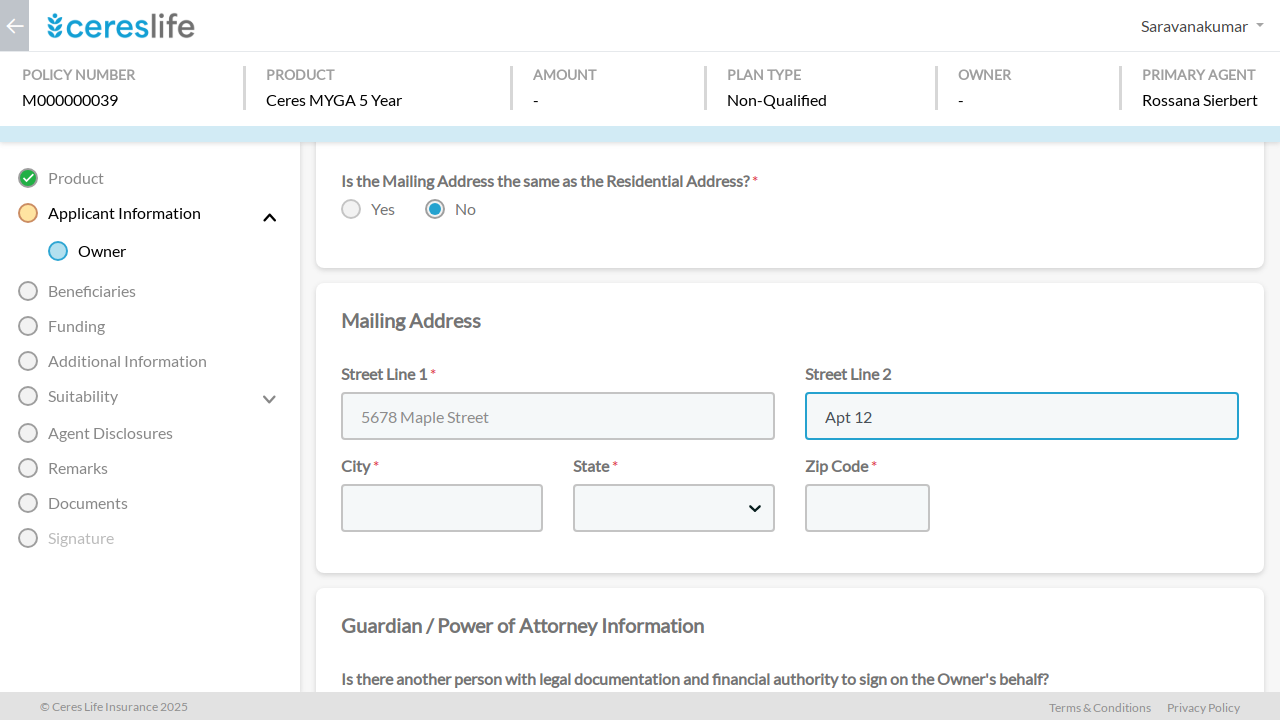 cereslife
Saravanakumar
POLICY NUMBER
M000000039
PRODUCT
Ceres MYGA 5 Year
AMOUNT
-
PLAN TYPE
Non-Qualified
OWNER
-
PRIMARY AGENT
Rossana Sierbert
Product
Applicant Information
Owner
Beneficiaries
Funding
Additional Information
Suitability
Agent Disclosures
Remarks
Documents
Signature
Is the Mailing Address the same as the Residential Address? *
Yes No
Mailing Address
Street Line 1 *
5678 Maple Street
Street Line 2
Apt 12
City *
State *
Zip Code *
Guardian / Power of Attorney Information
Is there another person with legal documentation and financial authority to sign on the Owner's behalf?
© Ceres Life Insurance 2025
Terms & Conditions
Privacy Policy